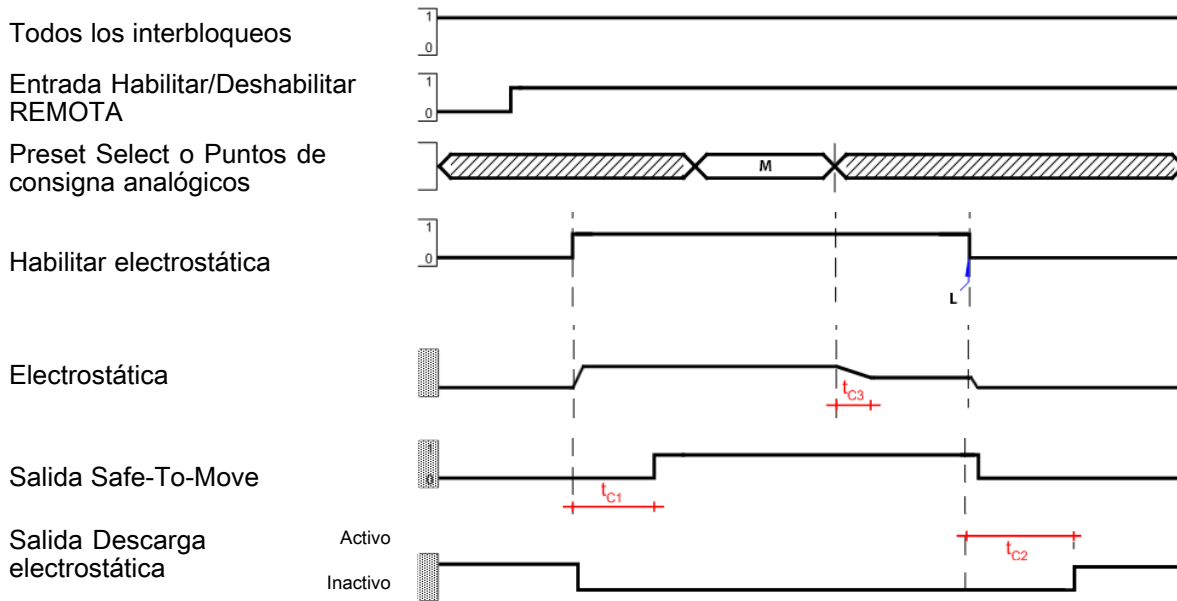 Todos los interbloqueos
1
0
Entrada Habilitar/Deshabilitar
REMOTA
1
0
Preset Select o Puntos de
consigna analógicos
M
Habilitar electrostática
1
0
L
Electrostática
tC3
Salida Safe-To-Move
1
0
tC1
Salida Descarga
electrostática
Activo
Inactivo
tC2